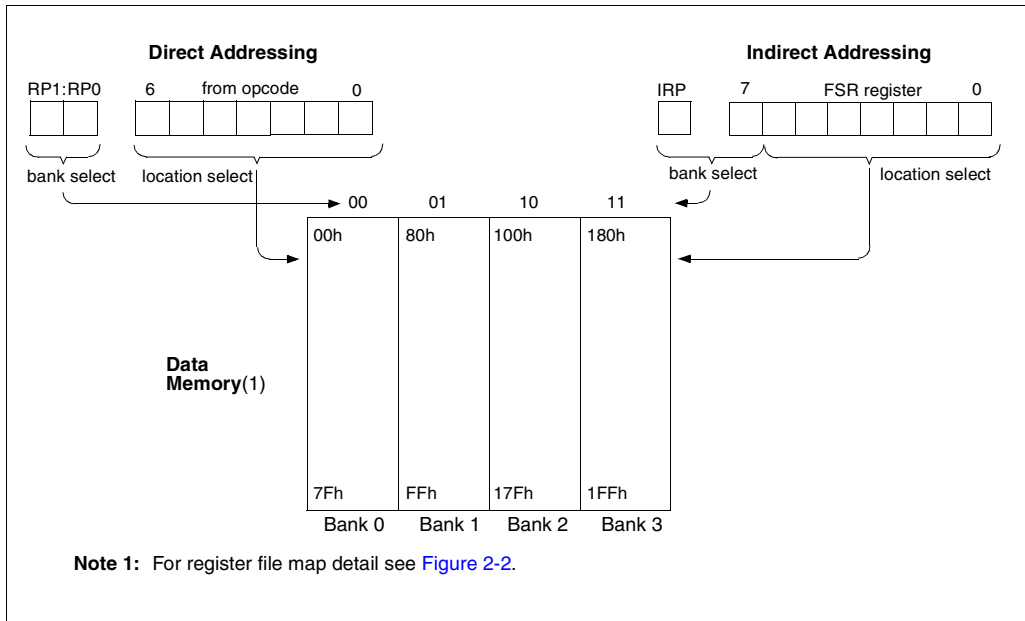 Direct Addressing
Indirect Addressing
RP1:RP0 6 from opcode 0
IRP 7 FSR register 0
bank select location select
bank select location select
00 01 10 11
00h 80h 100h 180h
Data
Memory(1)
7Fh FFh 17Fh 1FFh
Bank 0 Bank 1 Bank 2 Bank 3
Note 1: For register file map detail see Figure 2-2.